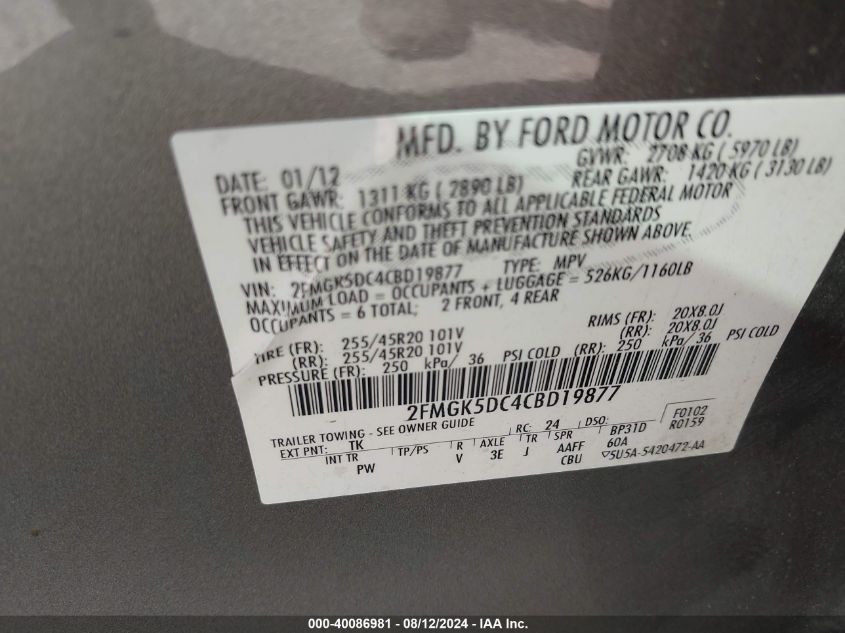 MFD. BY FORD MOTOR CO.
DATE: 01/12 GVWR: 2708 KG ( 5970 LB)
FRONT GAWR: 1311 KG ( 2890 LB) REAR GAWR: 1420 KG ( 3130 LB)
THIS VEHICLE CONFORMS TO ALL APPLICABLE FEDERAL MOTOR
VEHICLE SAFETY AND THEFT PREVENTION STANDARDS
IN EFFECT ON THE DATE OF MANUFACTURE SHOWN ABOVE.
VIN: 2FMGK5DC4CBD19877 TYPE: MPV
MAXIMUM LOAD = OCCUPANTS + LUGGAGE = 526KG/1160LB
OCCUPANTS = 6 TOTAL; 2 FRONT, 4 REAR
TIRE (FR): 255/45R20 101V RIMS (FR): 20X8.0J
(RR): 255/45R20 101V (RR): 20X8.0J
PRESSURE (FR): 250 kPa/ 36 PSI COLD (RR): 250 kPa/ 36 PSI COLD
2FMGK5DC4CBD19877
TRAILER TOWING - SEE OWNER GUIDE
EXT PNT: TK RC: 24 DSO: F0102
INT TR TP/PS R AXLE TR SPR BP31D R0159
PW V 3E J AAFF 60A
CBU ▽5U5A-5420472-AA
000-40086981 - 08/12/2024 - IAA Inc.